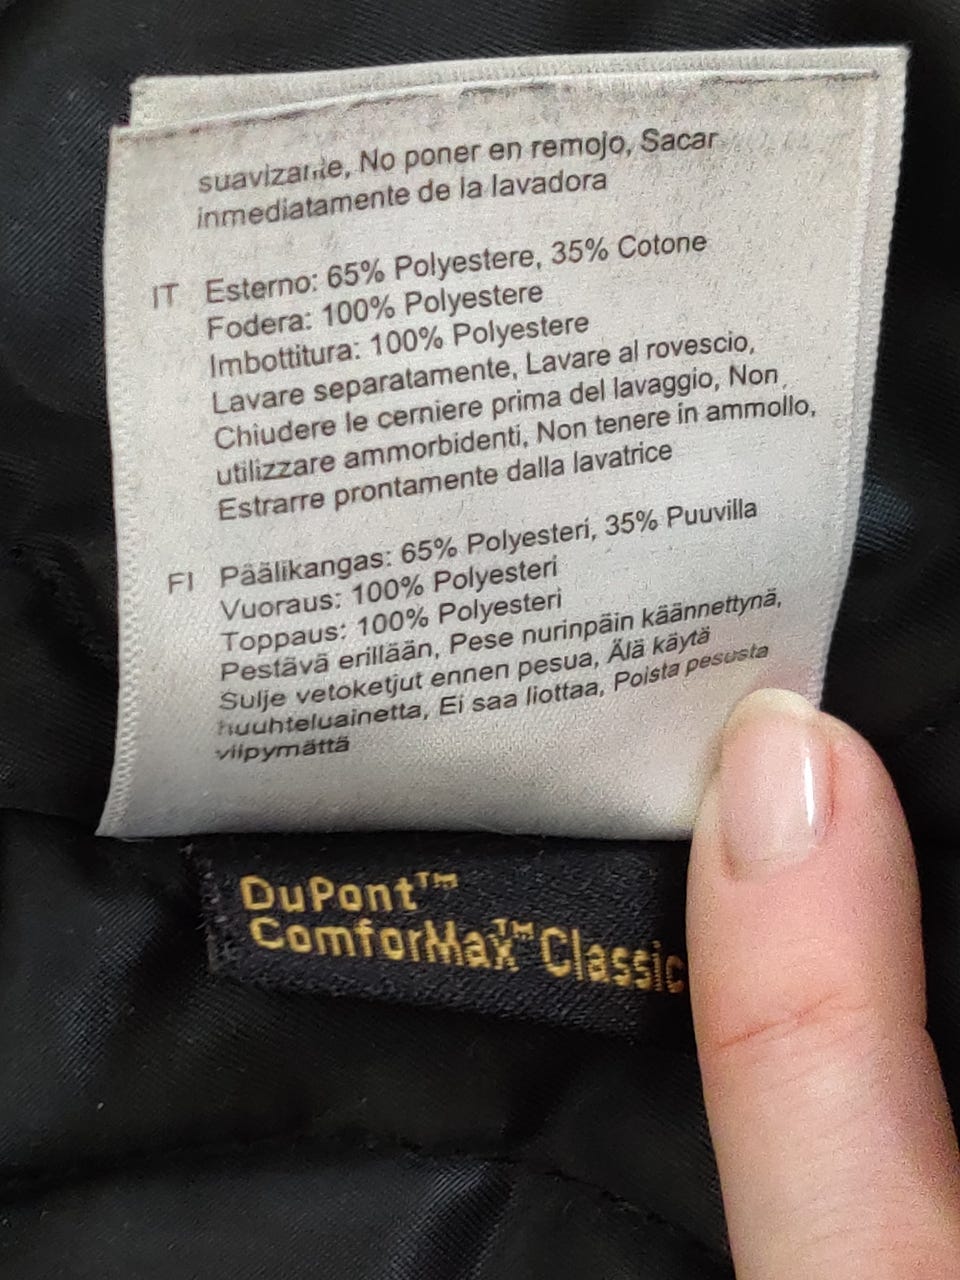 suavizante, No poner en remojo, Sacar
inmediatamente de la lavadora
IT Esterno: 65% Polyestere, 35% Cotone
Fodera: 100% Polyestere
Imbottitura: 100% Polyestere
Lavare separatamente, Lavare al rovescio,
Chiudere le cerniere prima del lavaggio, Non
utilizzare ammorbidenti, Non tenere in ammollo,
Estrarre prontamente dalla lavatrice
FI Päälikangas: 65% Polyesteri, 35% Puuvilla
Vuoraus: 100% Polyesteri
Toppaus: 100% Polyesteri
Pestävä erillään, Pese nurinpäin käännettynä,
Sulje vetoketjut ennen pesua, Älä käytä
huuhteluainetta, Ei saa liottaa, Poista pesusta
viipymättä
DuPont™
ComforMax™ Classic